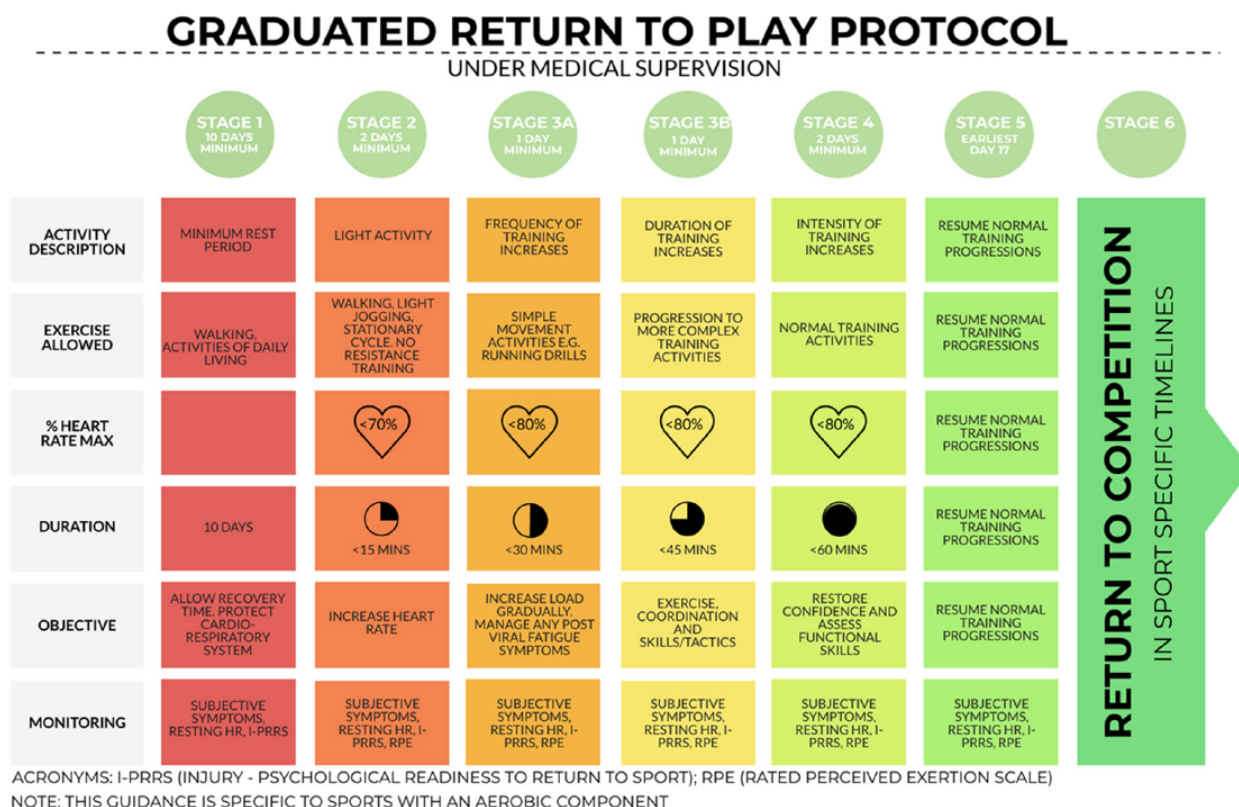 GRADUATED RETURN TO PLAY PROTOCOL
UNDER MEDICAL SUPERVISION
STAGE 1
10 DAYS
MINIMUM
STAGE 2
2 DAYS
MINIMUM
STAGE 3A
1 DAY
MINIMUM
STAGE 3B
1 DAY
MINIMUM
STAGE 4
2 DAYS
MINIMUM
STAGE 5
EARLIEST
DAY 17
STAGE 6
ACTIVITY
DESCRIPTION
MINIMUM REST
PERIOD
LIGHT ACTIVITY
FREQUENCY OF
TRAINING
INCREASES
DURATION OF
TRAINING
INCREASES
INTENSITY OF
TRAINING
INCREASES
RESUME NORMAL
TRAINING
PROGRESSIONS
EXERCISE
ALLOWED
WALKING,
ACTIVITIES OF DAILY
LIVING
WALKING, LIGHT
JOGGING,
STATIONARY
CYCLE. NO
RESISTANCE
TRAINING
SIMPLE
MOVEMENT
ACTIVITIES E.G.
RUNNING DRILLS
PROGRESSION TO
MORE COMPLEX
TRAINING
ACTIVITIES
NORMAL TRAINING
ACTIVITIES
RESUME NORMAL
TRAINING
PROGRESSIONS
% HEART
RATE MAX
<70%
<80%
<80%
<80%
RESUME NORMAL
TRAINING
PROGRESSIONS
DURATION
10 DAYS
<15 MINS
<30 MINS
<45 MINS
<60 MINS
RESUME NORMAL
TRAINING
PROGRESSIONS
OBJECTIVE
ALLOW RECOVERY
TIME. PROTECT
CARDIO-
RESPIRATORY
SYSTEM
INCREASE HEART
RATE
INCREASE LOAD
GRADUALLY.
MANAGE ANY POST
VIRAL FATIGUE
SYMPTOMS
EXERCISE,
COORDINATION
AND
SKILLS/TACTICS
RESTORE
CONFIDENCE AND
ASSESS
FUNCTIONAL
SKILLS
RESUME NORMAL
TRAINING
PROGRESSIONS
MONITORING
SUBJECTIVE
SYMPTOMS,
RESTING HR, I-PRRS
SUBJECTIVE
SYMPTOMS,
RESTING HR, I-
PRRS, RPE
SUBJECTIVE
SYMPTOMS,
RESTING HR, I-
PRRS, RPE
SUBJECTIVE
SYMPTOMS,
RESTING HR, I-
PRRS, RPE
SUBJECTIVE
SYMPTOMS,
RESTING HR, I-
PRRS, RPE
SUBJECTIVE
SYMPTOMS,
RESTING HR, I-
PRRS, RPE
RETURN TO COMPETITION
IN SPORT SPECIFIC TIMELINES
ACRONYMS: I-PRRS (INJURY - PSYCHOLOGICAL READINESS TO RETURN TO SPORT); RPE (RATED PERCEIVED EXERTION SCALE)
NOTE: THIS GUIDANCE IS SPECIFIC TO SPORTS WITH AN AEROBIC COMPONENT